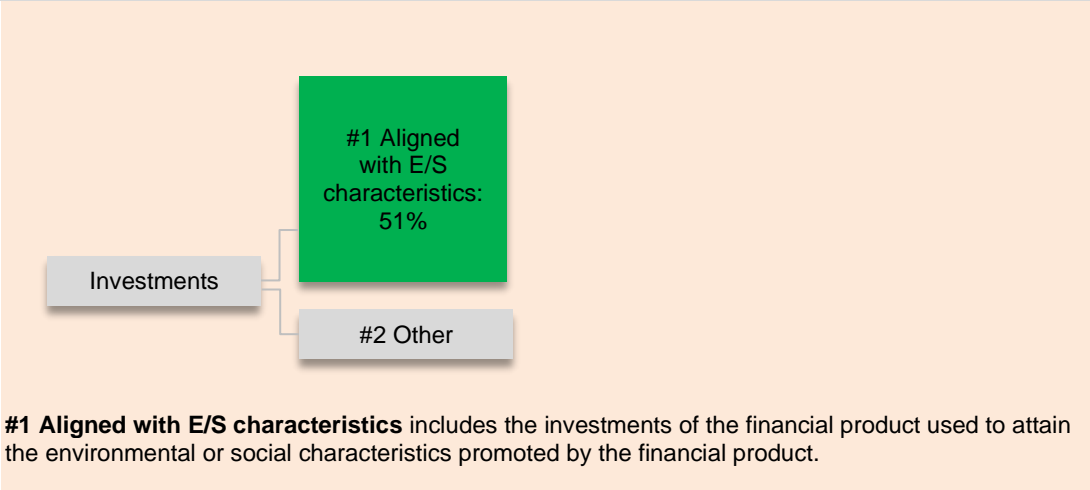 #1 Aligned
with E/S
characteristics:
51%
Investments
#2 Other
#1 Aligned with E/S characteristics includes the investments of the financial product used to attain
the environmental or social characteristics promoted by the financial product.